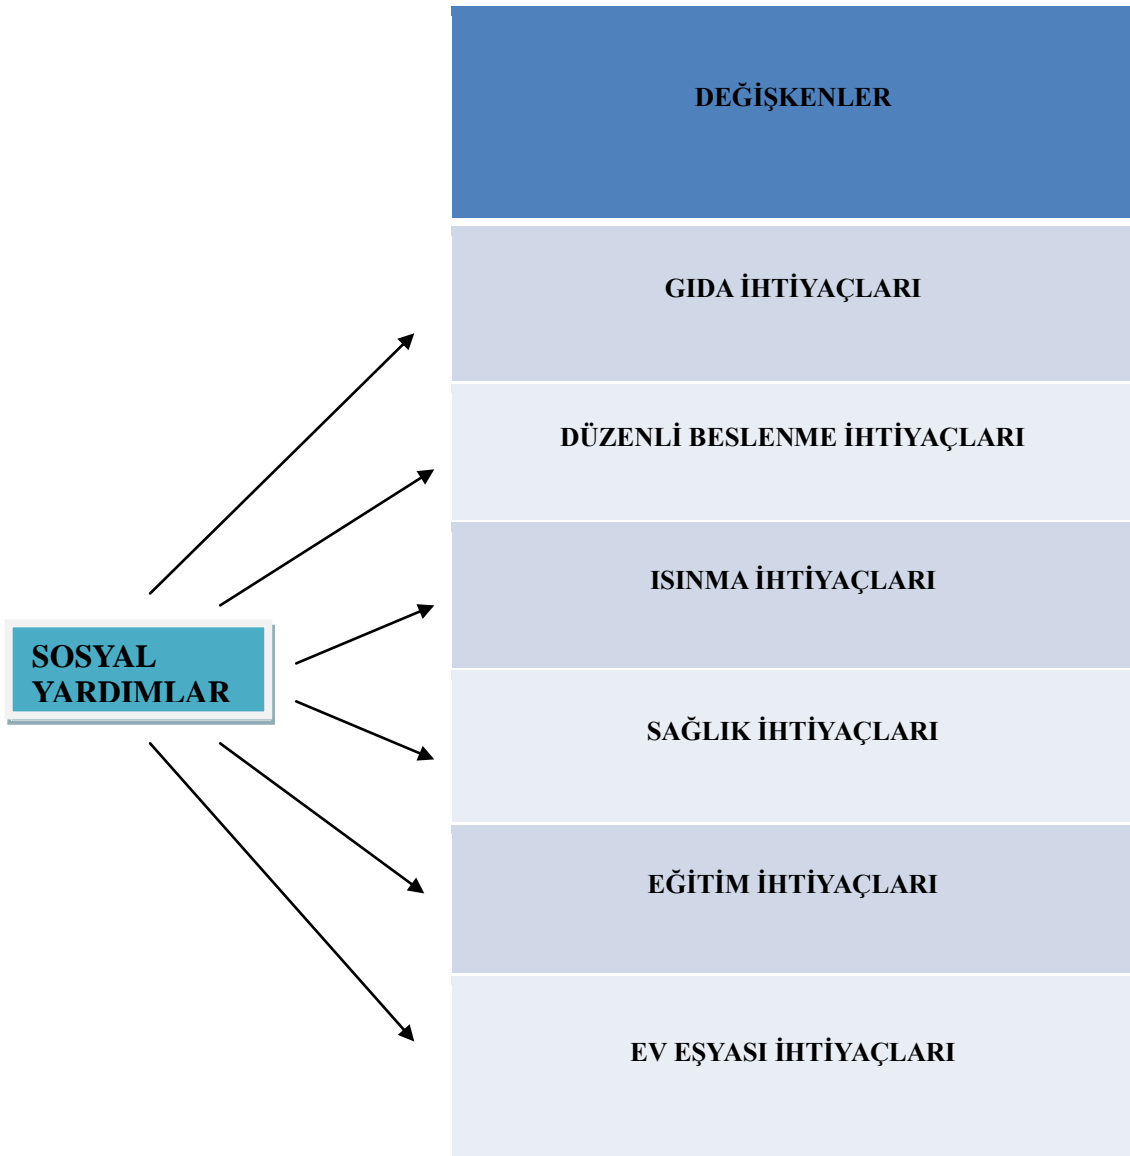 DEĞİŞKENLER
GIDA İHTİYAÇLARI
DÜZENLİ BESLENME İHTİYAÇLARI
ISINMA İHTİYAÇLARI
SOSYAL
YARDIMLAR
SAĞLIK İHTİYAÇLARI
EĞİTİM İHTİYAÇLARI
EV EŞYASI İHTİYAÇLARI